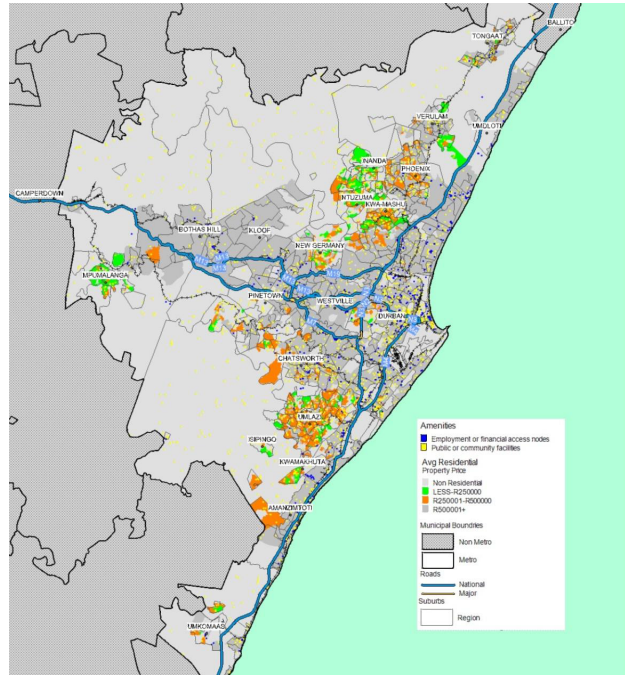 BALLITO
TONGAAT
VERULAM
UMDLOTI
INANDA
PHOENIX
NTUZUMA
CAMPERDOWN
KWA-MASHU
BOTHAS HILL
KLOOF
NEW GERMANY
MPUMALANGA
PINETOWN
WESTVILLE
DURBAN
CHATSWORTH
UMLAZI
ISIPINGO
KWAMAKHUTA
AMANZIMTOTI
UMKOMAAS
Amenities
Employment or financial access nodes
Public or community facilities
Avg Residential
Property Price
Non Residential
LESS-R250000
R250001-R500000
R500001+
Municipal Boundries
Non Metro
Metro
Roads
National
Major
Suburbs
Region